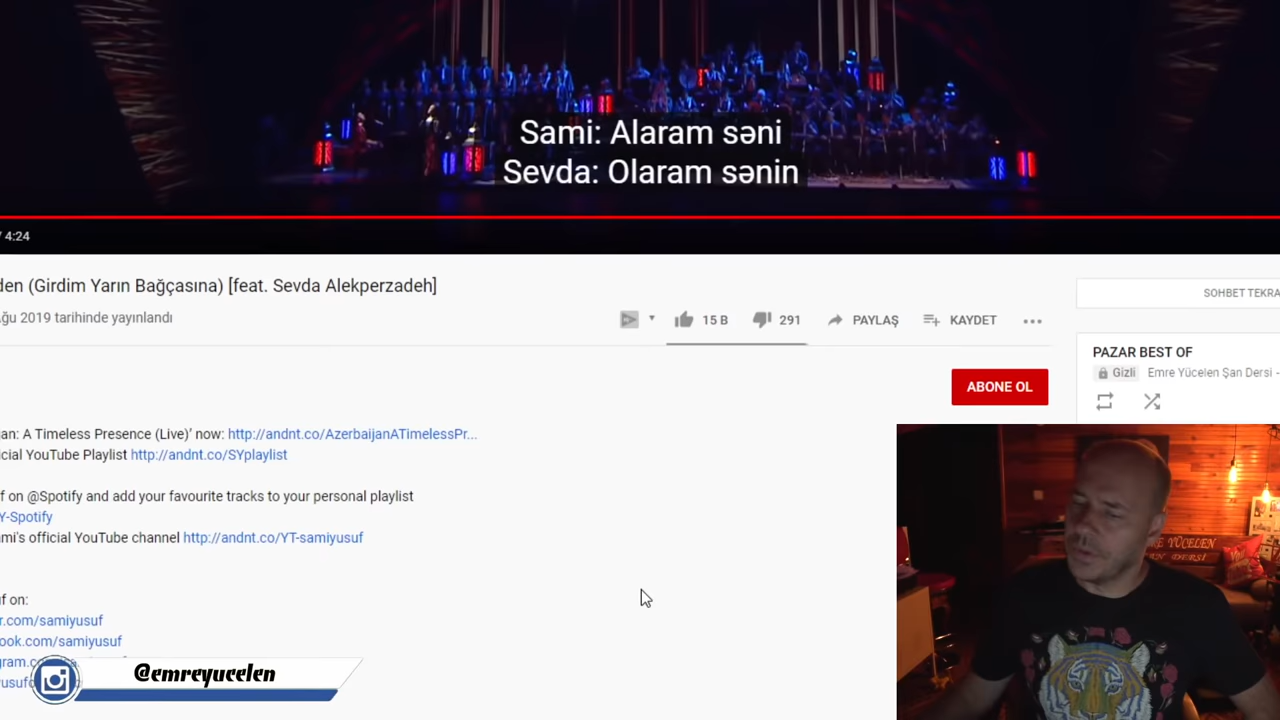 Sami: Alaram səni
Sevda: Olaram sənin
/ 4:24
den (Girdim Yarın Bağçasına) [feat. Sevda Alekperzadeh]
ğu 2019 tarihinde yayınlandı
15 B
291
PAYLAŞ
KAYDET
SOHBET TEKRA
PAZAR BEST OF
Gizli
Emre Yücelen Şan Dersi -
ABONE OL
an: A Timeless Presence (Live)’ now: http://andnt.co/AzerbaijanATimelessPr...
cial YouTube Playlist http://andnt.co/SYplaylist
f on @Spotify and add your favourite tracks to your personal playlist
Y-Spotify
mi's official YouTube channel http://andnt.co/YT-samiyusuf
uf on:
r.com/samiyusuf
ook.com/samiyusuf
@emreyucelen